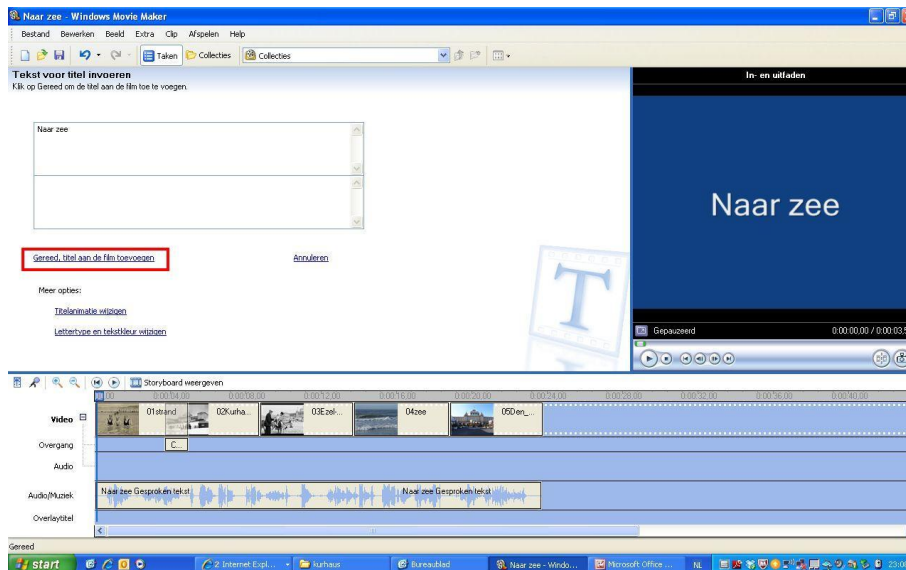 Naar zee - Windows Movie Maker
Bestand Bewerken Beeld Extra Clip Afspelen Help
Taken Collecties Collecties
Tekst voor titel invoeren
Klik op Gereed om de titel aan de film toe te voegen.
Naar zee
Gereed, titel aan de film toevoegen Annuleren
Meer opties:
Titelanimatie wijzigen
Lettertype en tekstkleur wijzigen
In- en uitfaden
Naar zee
Gepauzeerd 0:00:00,00 / 0:00:03,5
Storyboard weergeven
0:00:04,00 0:00:08,00 0:00:12,00 0:00:16,00 0:00:20,00 0:00:24,00 0:00:28,00 0:00:32,00 0:00:36,00 0:00:40,00
Video 01strand 02Kurha... 03Ezel-... 04zee 05Den_...
Overgang C...
Audio
Audio/Muziek Naar zee Gesproken tekst Naar zee Gesproken tekst
Overlaytitel
Gereed
start 2 Internet Expl... kurhaus Bureaublad Naar zee - Windo... Microsoft Office ... NL